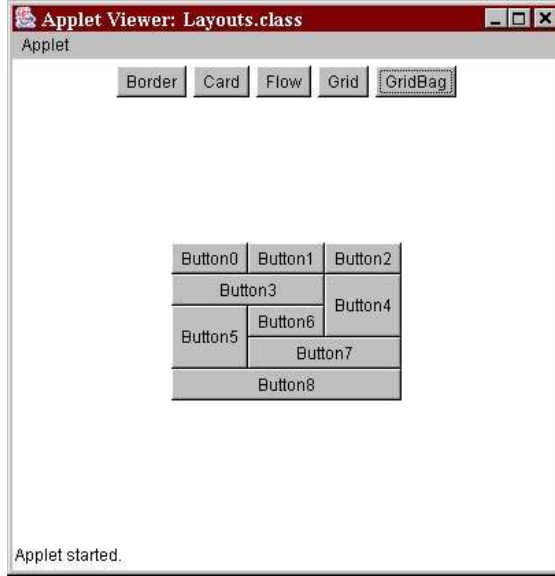 Applet Viewer: Layouts.class
Applet
Border Card Flow Grid GridBag
Button0 Button1 Button2
Button3
Button4
Button5
Button6
Button7
Button8
Applet started.